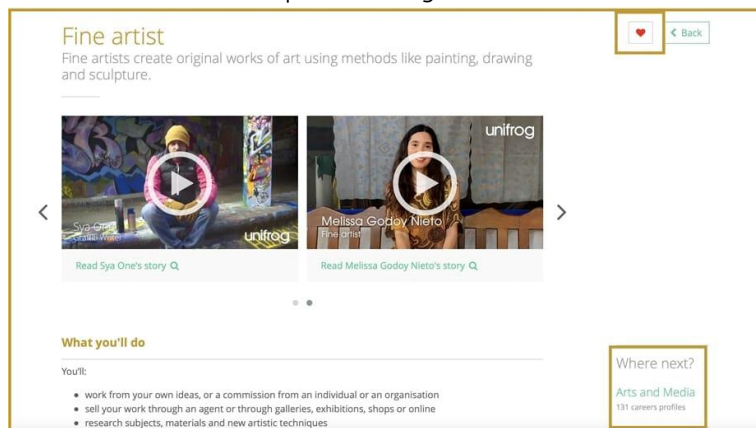 Fine artist
Back
Fine artists create original works of art using methods like painting, drawing
and sculpture.
unifrog
Sya One
Graffiti Writer
unifrog
Melissa Godoy Nieto
Fine artist
Read Sya One's story
Read Melissa Godoy Nieto's story
What you'll do
You'll:
work from your own ideas, or a commission from an individual or an organisation
sell your work through an agent or through galleries, exhibitions, shops or online
research subjects, materials and new artistic techniques
Where next?
Arts and Media
131 careers profiles